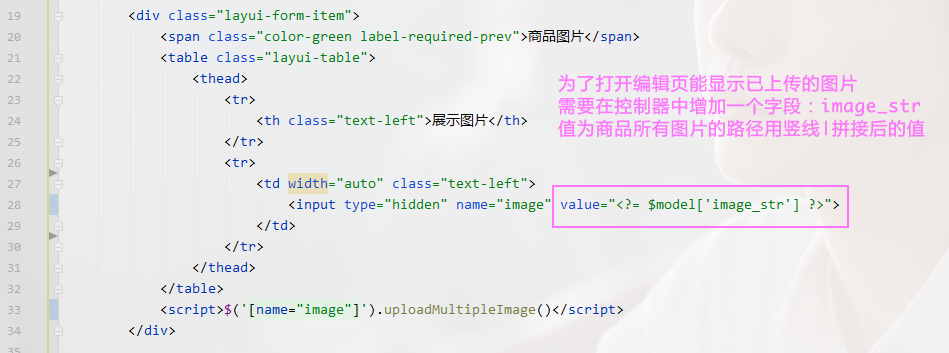 19 <div class="layui-form-item">
20 <span class="color-green label-required-prev">商品图片</span>
21 <table class="layui-table">
22 <thead>
为了打开编辑页能显示已上传的图片
23 <tr>
需要在控制器中增加一个字段：image_str
24 <th class="text-left">展示图片</th>
值为商品所有图片的路径用竖线|拼接后的值
25 </tr>
26 <tr>
27 <td width="auto" class="text-left">
28 <input type="hidden" name="image" value="<?= $model['image_str'] ?>">
29 </td>
30 </tr>
31 </thead>
32 </table>
33 <script>$('[name="image"]').uploadMultipleImage()</script>
34 </div>
35